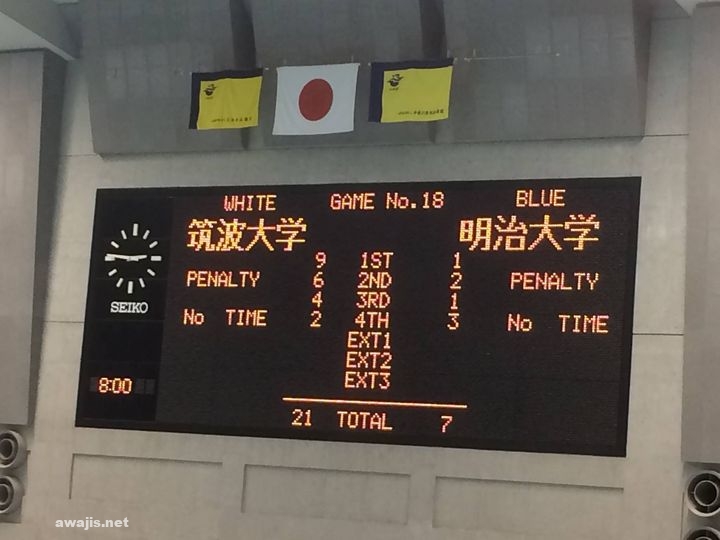 WHITE GAME No.18 BLUE
筑波大学 明治大学
9 1ST 1
PENALTY 6 2ND 2 PENALTY
4 3RD 1
No TIME 2 4TH 3 No TIME
EXT1
EXT2
EXT3
SEIKO
8:00
21 TOTAL 7
awajis.net